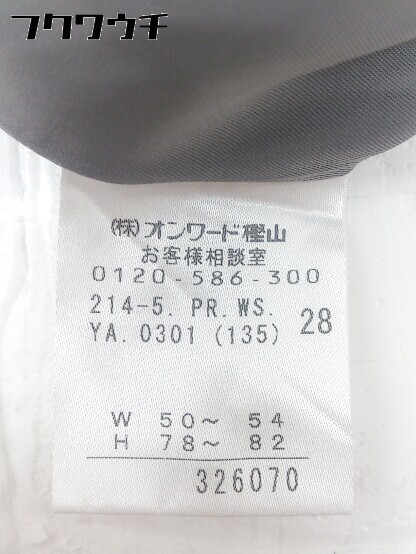 フクワウチ
㈱オンワード樫山
お客様相談室
0120-586-300
214-5. PR. WS.
YA. 0301 (135) 28
W 50〜 54
H 78〜 82
326070